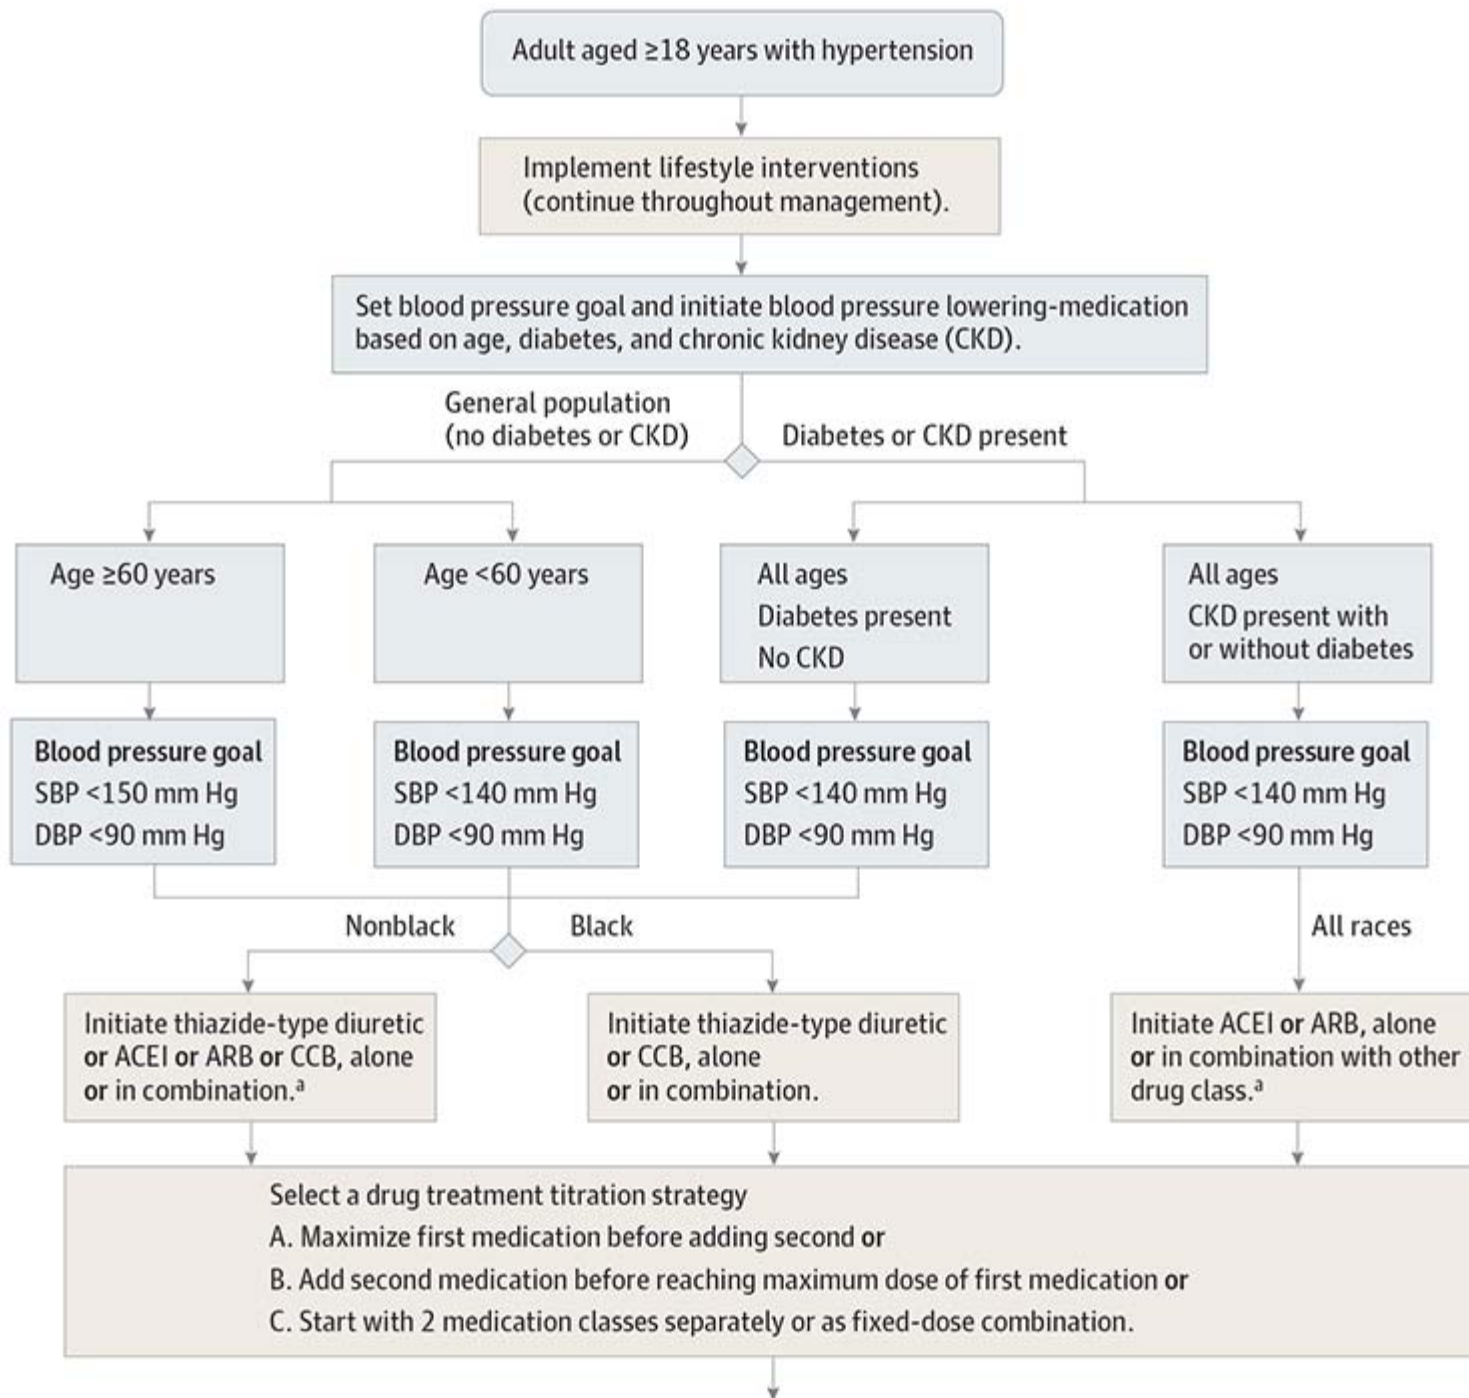 Adult aged ≥18 years with hypertension
Implement lifestyle interventions
(continue throughout management).
Set blood pressure goal and initiate blood pressure lowering-medication
based on age, diabetes, and chronic kidney disease (CKD).
General population
(no diabetes or CKD)
Diabetes or CKD present
Age ≥60 years
Age <60 years
All ages
Diabetes present
No CKD
All ages
CKD present with
or without diabetes
Blood pressure goal
SBP <150 mm Hg
DBP <90 mm Hg
Blood pressure goal
SBP <140 mm Hg
DBP <90 mm Hg
Blood pressure goal
SBP <140 mm Hg
DBP <90 mm Hg
Blood pressure goal
SBP <140 mm Hg
DBP <90 mm Hg
Nonblack
Black
All races
Initiate thiazide-type diuretic
or ACEI or ARB or CCB, alone
or in combination.ᵃ
Initiate thiazide-type diuretic
or CCB, alone
or in combination.
Initiate ACEI or ARB, alone
or in combination with other
drug class.ᵃ
Select a drug treatment titration strategy
A. Maximize first medication before adding second or
B. Add second medication before reaching maximum dose of first medication or
C. Start with 2 medication classes separately or as fixed-dose combination.